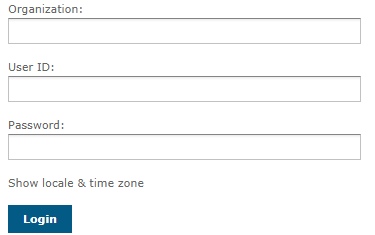 Organization:
User ID:
Password:
Show locale & time zone
Login